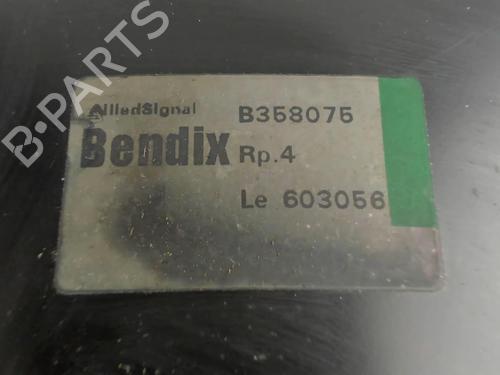 B-PARTS
AlliedSignal B358075
Bendix Rp.4
Le 603056